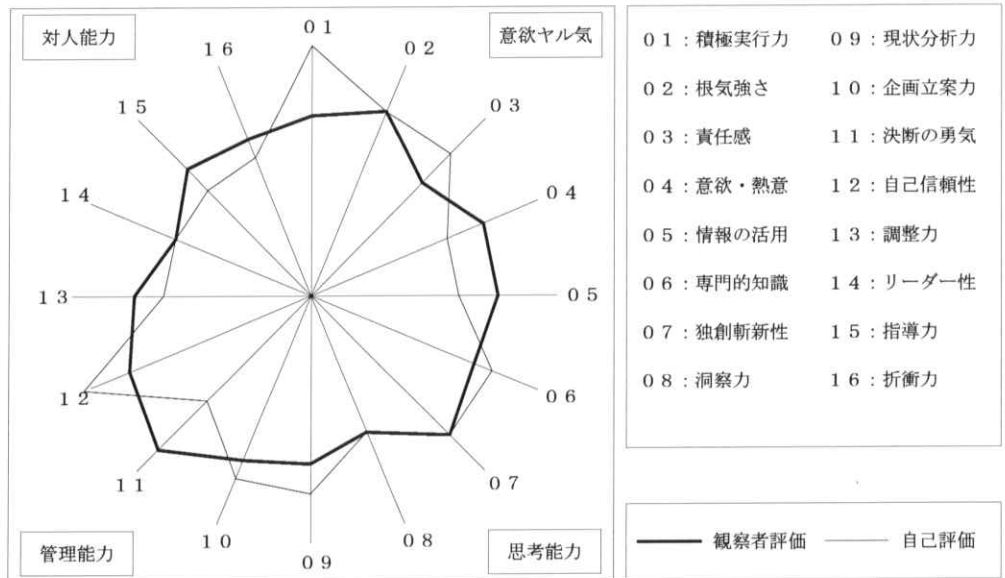 対人能力
意欲ヤル気
管理能力
思考能力
01
02
03
04
05
06
07
08
09
10
11
12
13
14
15
16
01：積極実行力
02：根気強さ
03：責任感
04：意欲・熱意
05：情報の活用
06：専門的知識
07：独創斬新性
08：洞察力
09：現状分析力
10：企画立案力
11：決断の勇気
12：自己信頼性
13：調整力
14：リーダー性
15：指導力
16：折衝力
観察者評価
自己評価